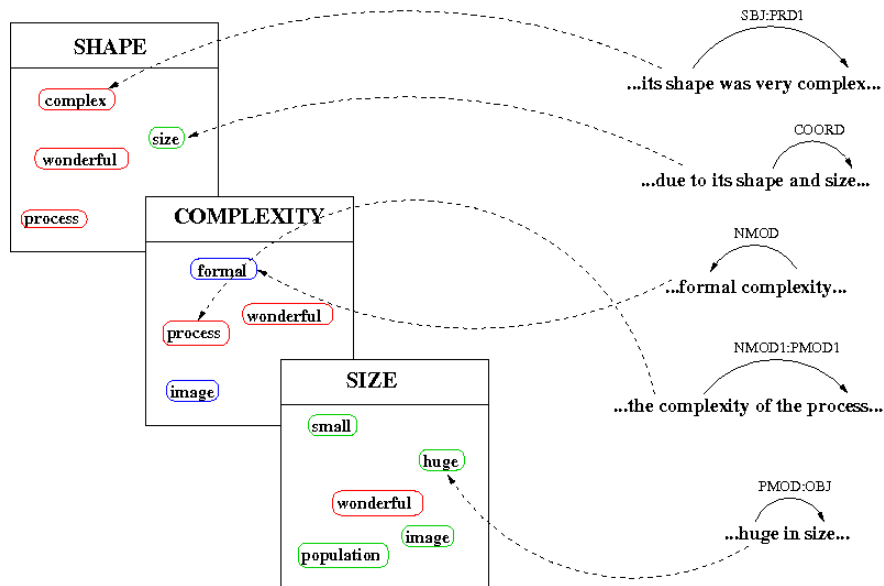 SHAPE
complex
size
wonderful
process
COMPLEXITY
formal
wonderful
process
image
SIZE
small
huge
wonderful
image
population
SBJ:PRD1
...its shape was very complex...
COORD
...due to its shape and size...
NMOD
...formal complexity...
NMOD1:PMOD1
...the complexity of the process...
PMOD:OBJ
...huge in size...